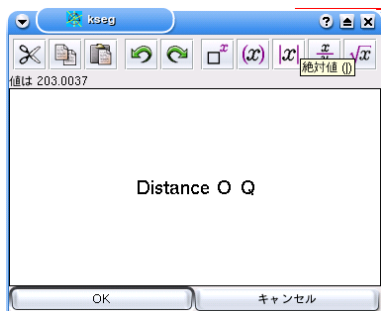 kseg
x (x) |x| x √x
絶対値 (|)
値は 203.0037
Distance O Q
OK
キャンセル